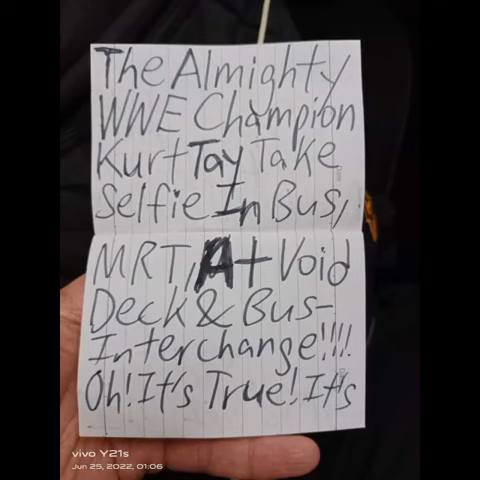 The Almighty
WWE Champion
Kurt Tay Take
Selfie In Bus,
MRT, At Void
Deck & Bus-
Interchange!!!!
Oh! It's True! It's
vivo Y21s
Jun 25, 2022, 01:06